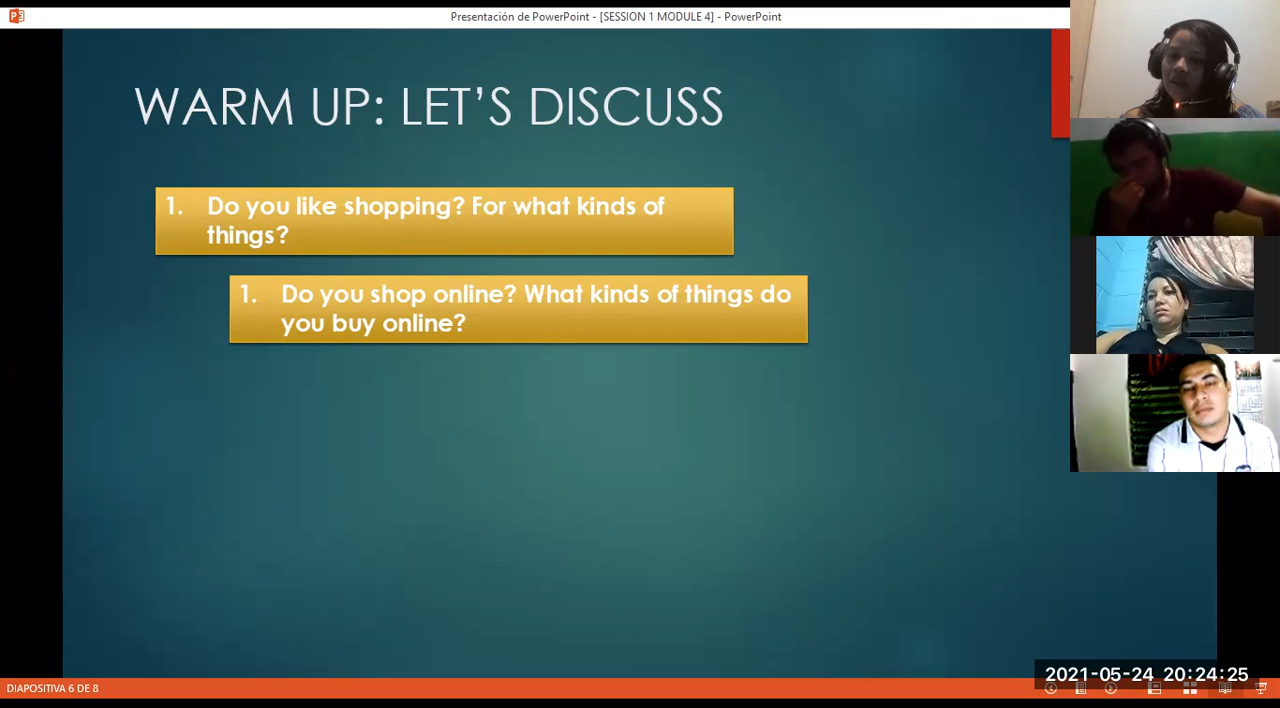 Presentación de PowerPoint - [SESSION 1 MODULE 4] - PowerPoint
WARM UP: LET'S DISCUSS
1. Do you like shopping? For what kinds of
things?
1. Do you shop online? What kinds of things do
you buy online?
2021-05-24 20:24:25
DIAPOSITIVA 6 DE 8